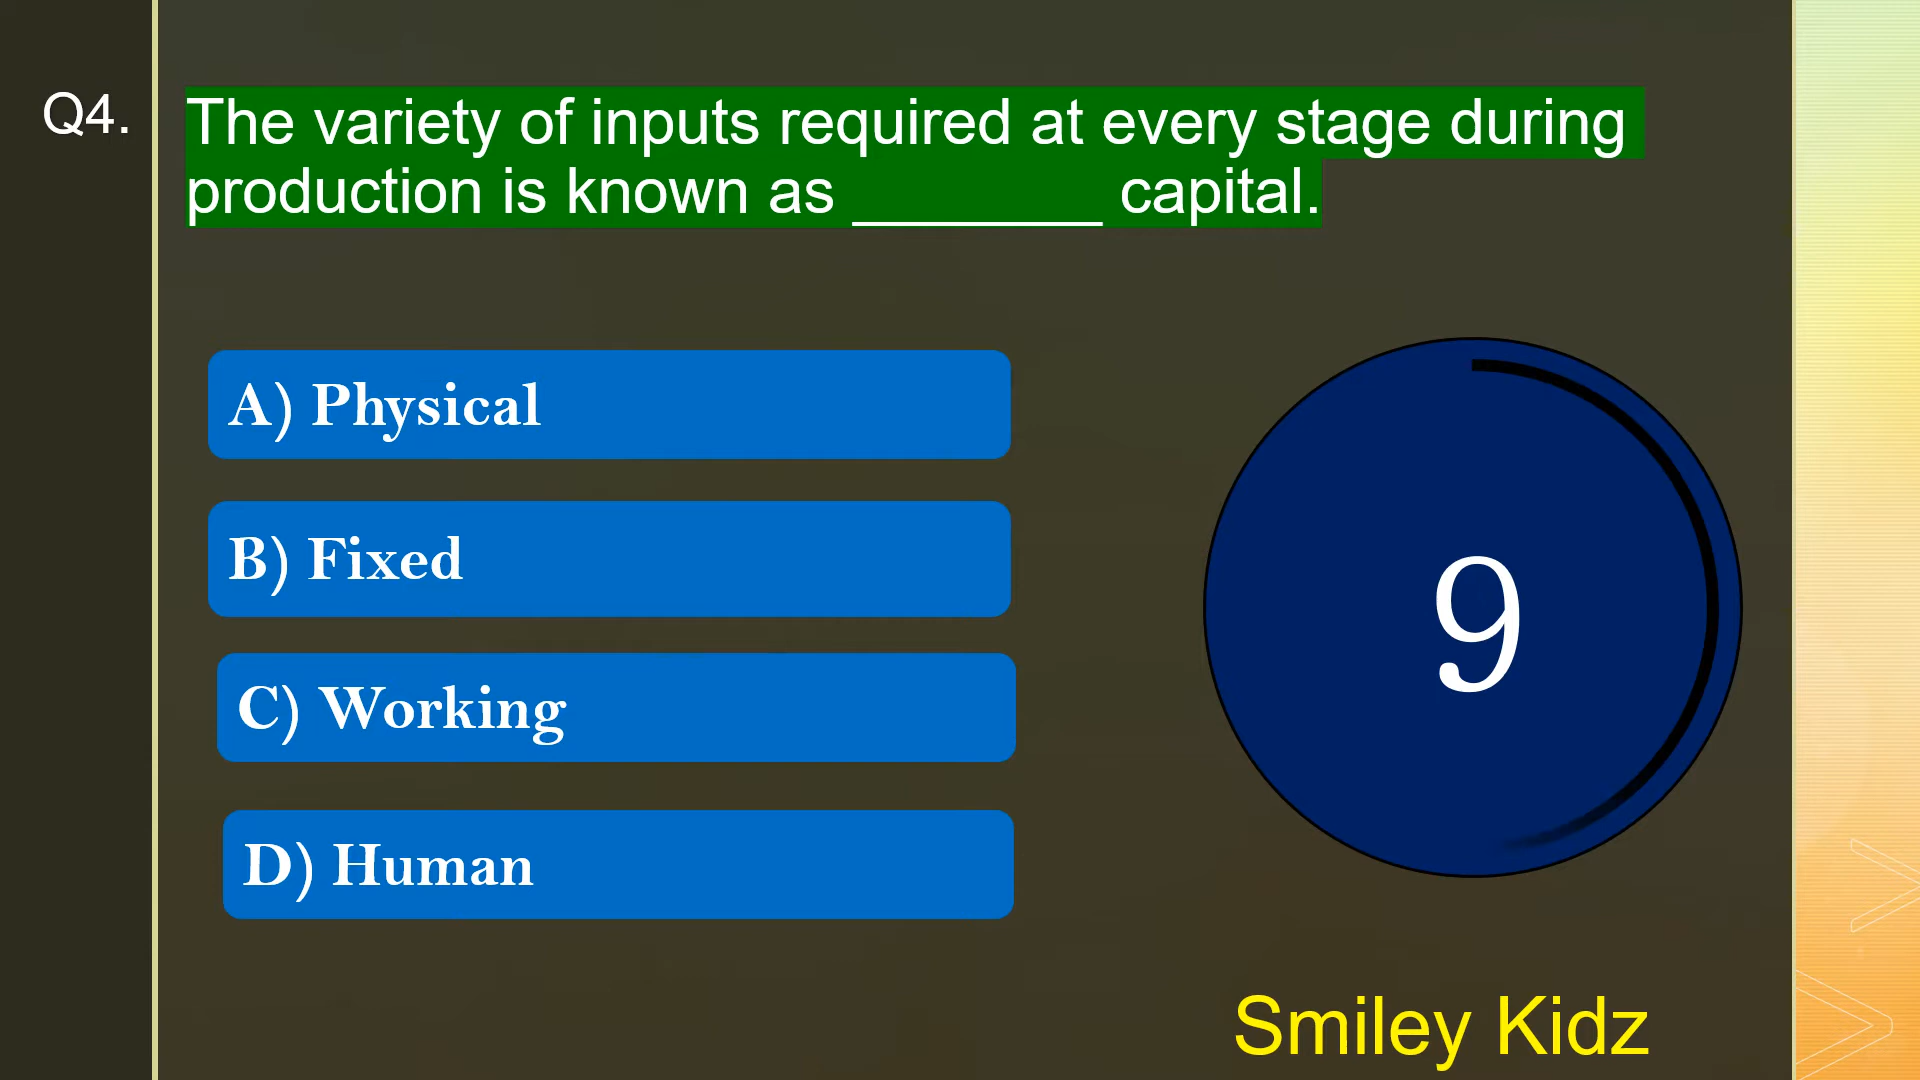 Q4.
The variety of inputs required at every stage during
production is known as _______ capital.
A) Physical
B) Fixed
C) Working
D) Human
9
Smiley Kidz